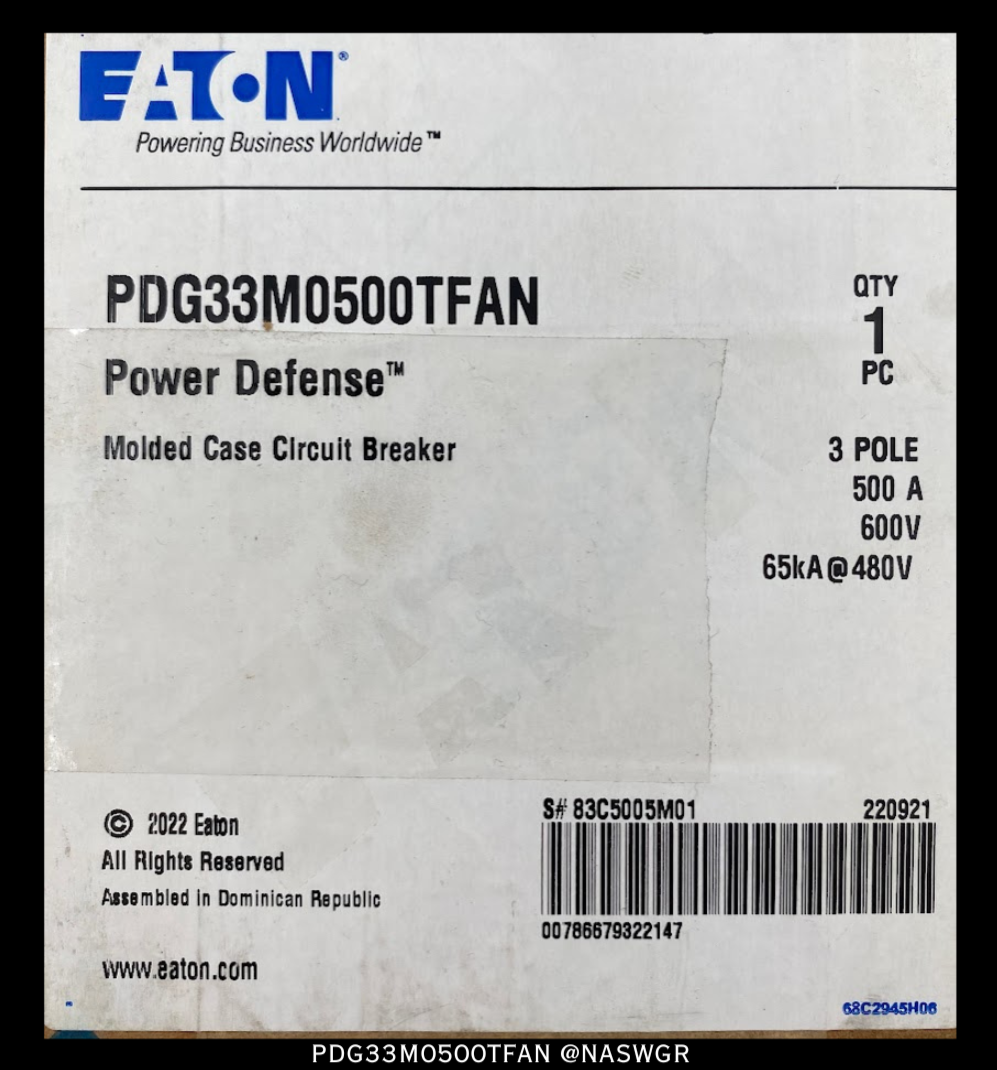 EATON®
Powering Business Worldwide™
PDG33M0500TFAN
QTY
1
PC
Power Defense™
Molded Case Circuit Breaker
3 POLE
500 A
600V
65kA@480V
© 2022 Eaton
All Rights Reserved
Assembled in Dominican Republic
www.eaton.com
S# 83C5005M01 220921
00786679322147
68C2945H06
PDG33M0500TFAN @NASWGR